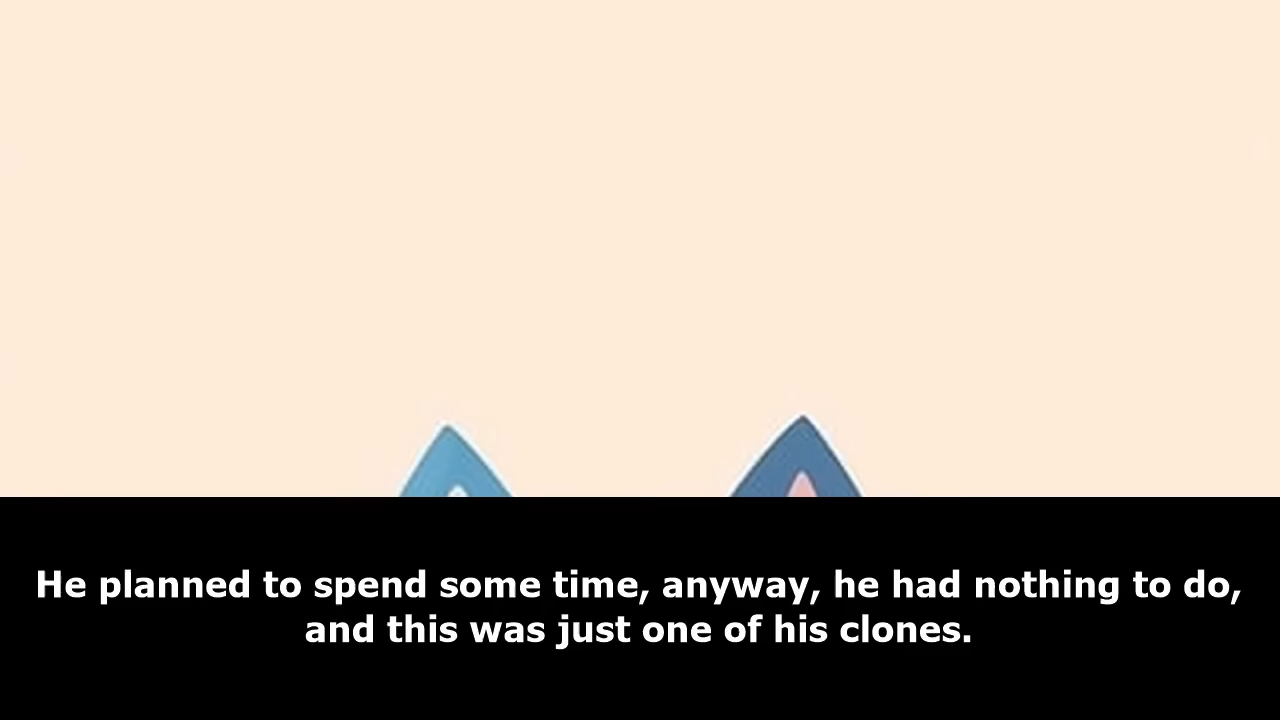 He planned to spend some time, anyway, he had nothing to do,
and this was just one of his clones.